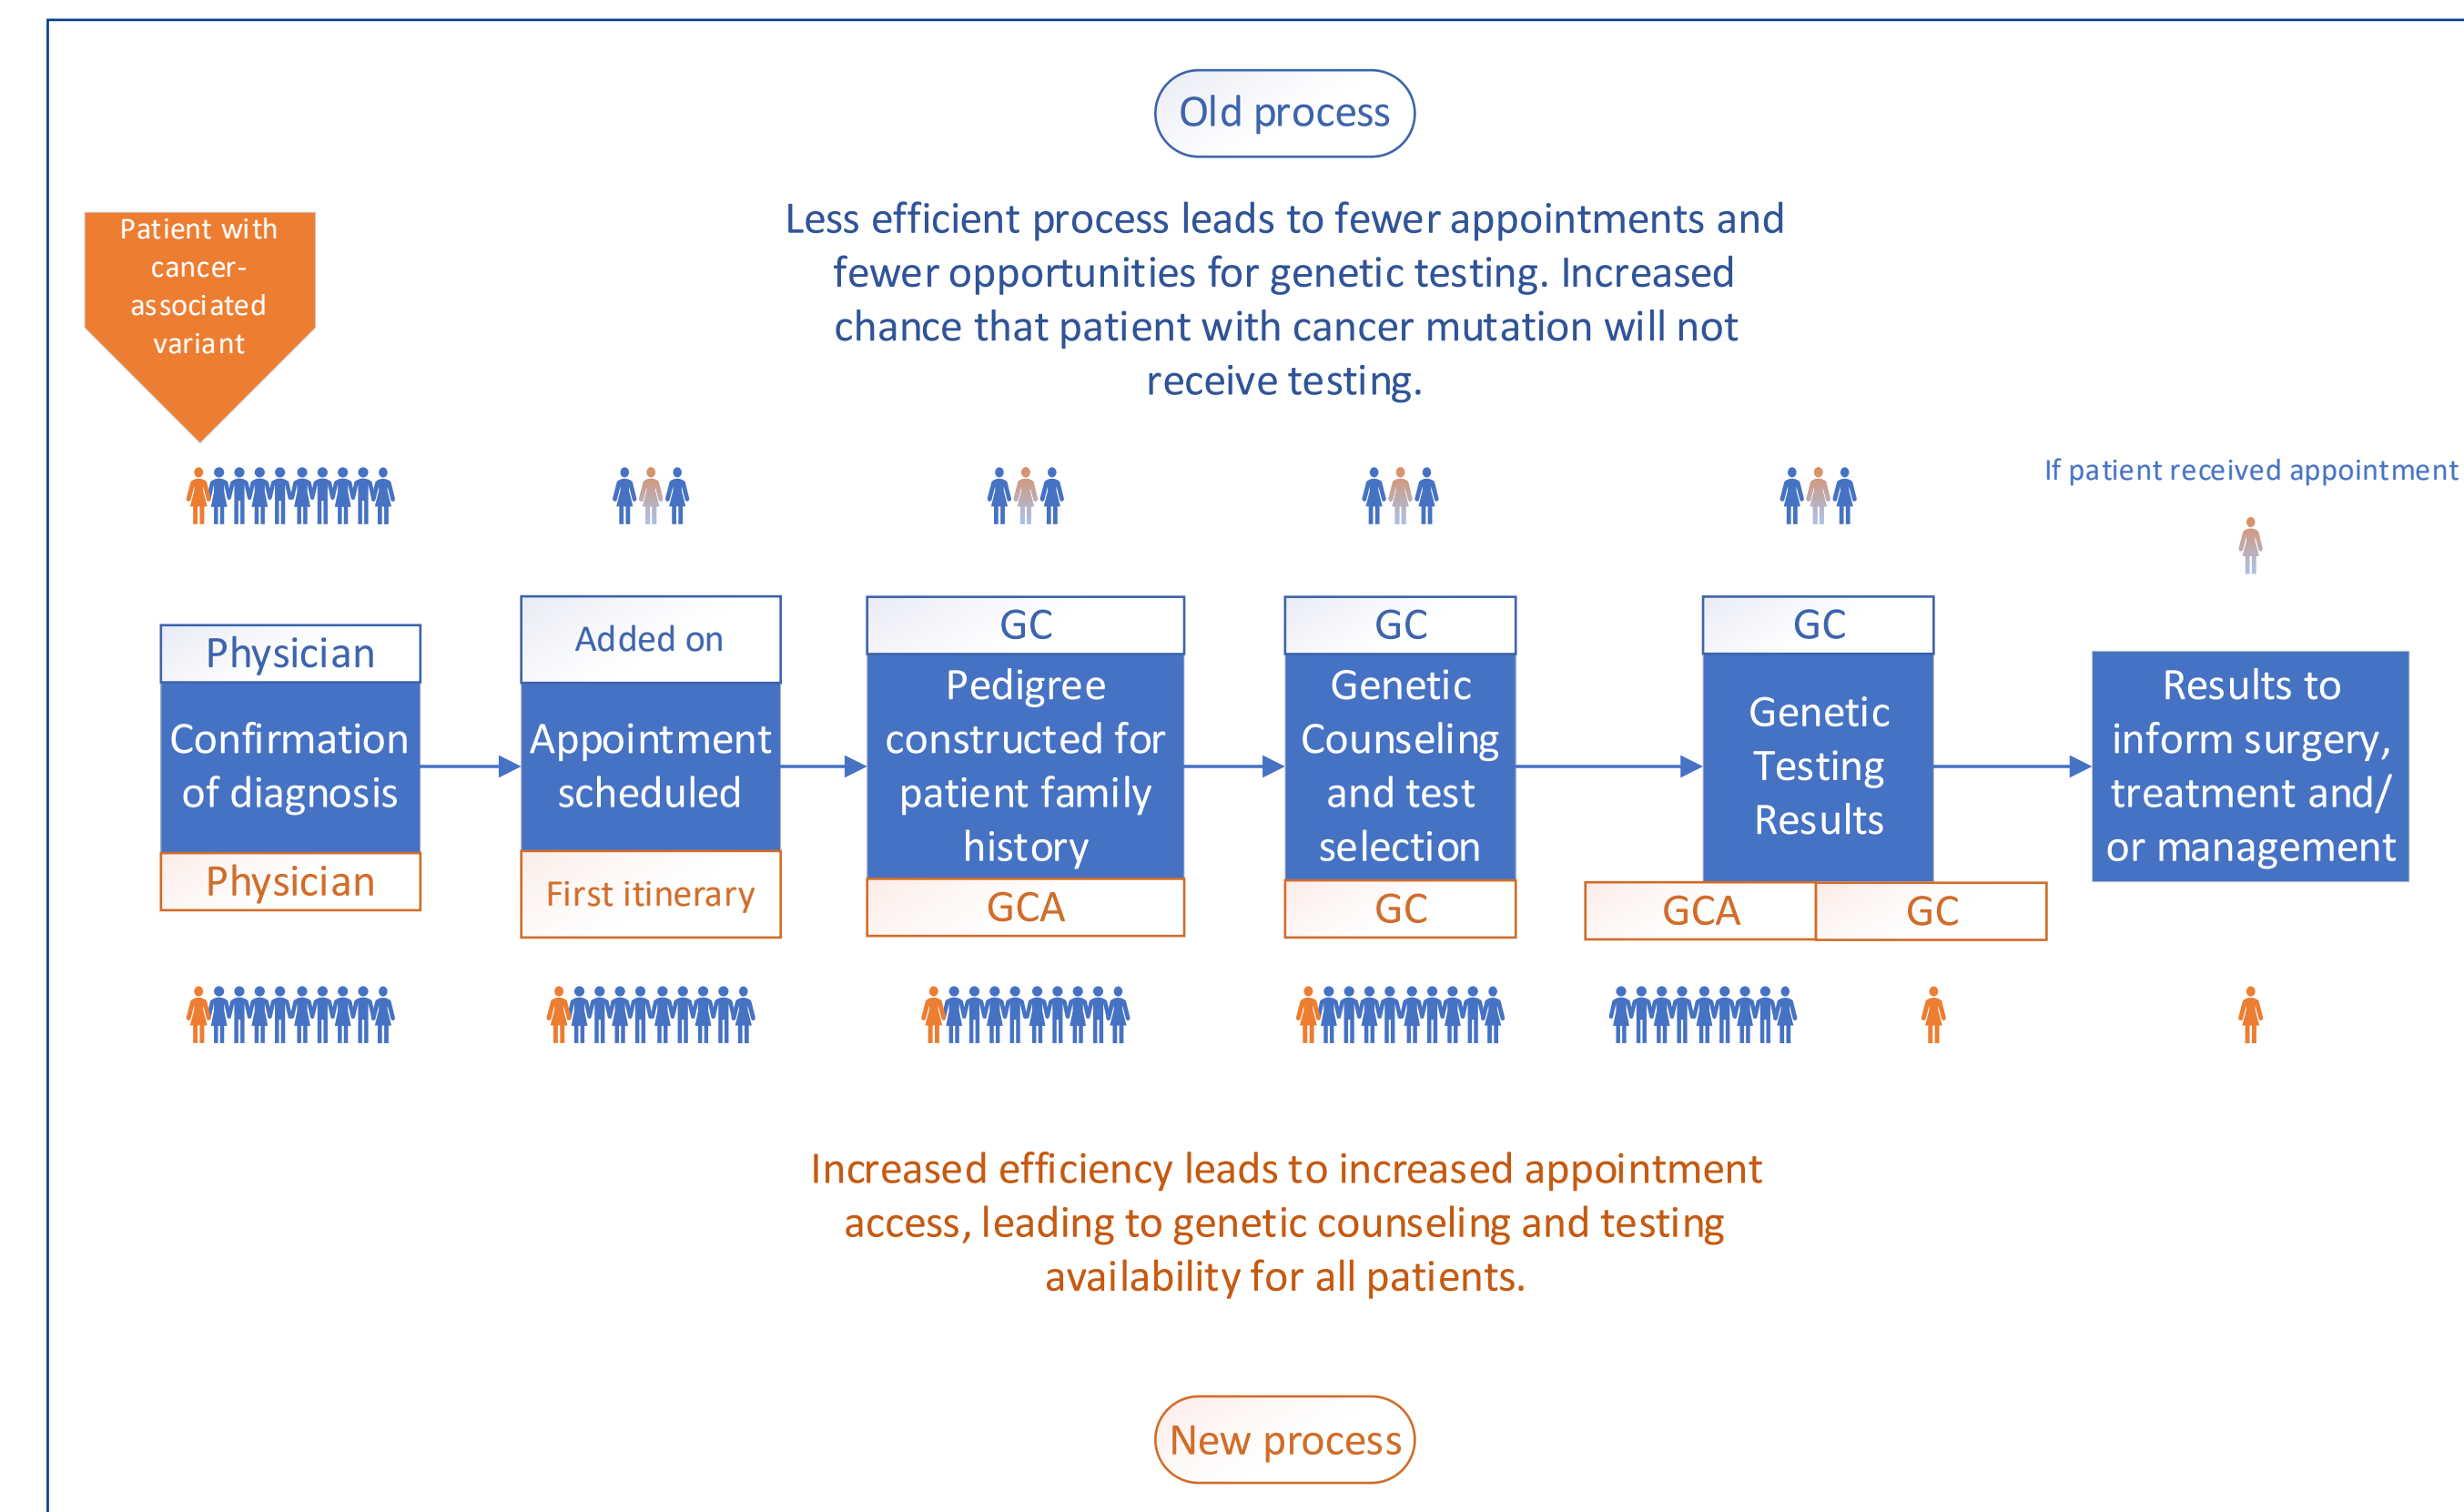 Old process
Less efficient process leads to fewer appointments and
fewer opportunities for genetic testing. Increased
chance that patient with cancer mutation will not
receive testing.
Patient with
cancer-
associated
variant
If patient received appointment
Physician
Confirmation
of diagnosis
Physician
Added on
Appointment
scheduled
First itinerary
GC
Pedigree
constructed for
patient family
history
GCA
GC
Genetic
Counseling
and test
selection
GC
GC
Genetic
Testing
Results
GCA
GC
Results to
inform surgery,
treatment and/
or management
Increased efficiency leads to increased appointment
access, leading to genetic counseling and testing
availability for all patients.
New process